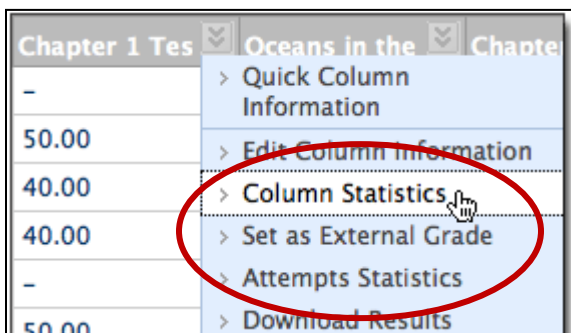 Chapter 1 Tes Oceans in the Chapte
–
50.00
40.00
40.00
–
50.00
> Quick Column
Information
> Edit Column Information
> Column Statistics
> Set as External Grade
> Attempts Statistics
> Download Results